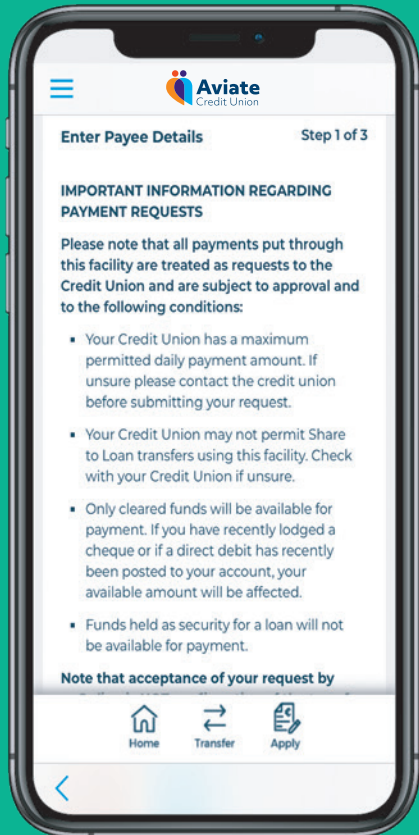 Aviate
Credit Union
Enter Payee Details Step 1 of 3
IMPORTANT INFORMATION REGARDING
PAYMENT REQUESTS
Please note that all payments put through
this facility are treated as requests to the
Credit Union and are subject to approval and
to the following conditions:
▪ Your Credit Union has a maximum
permitted daily payment amount. If
unsure please contact the credit union
before submitting your request.
▪ Your Credit Union may not permit Share
to Loan transfers using this facility. Check
with your Credit Union if unsure.
▪ Only cleared funds will be available for
payment. If you have recently lodged a
cheque or if a direct debit has recently
been posted to your account, your
available amount will be affected.
▪ Funds held as security for a loan will not
be available for payment.
Note that acceptance of your request by
Home Transfer Apply